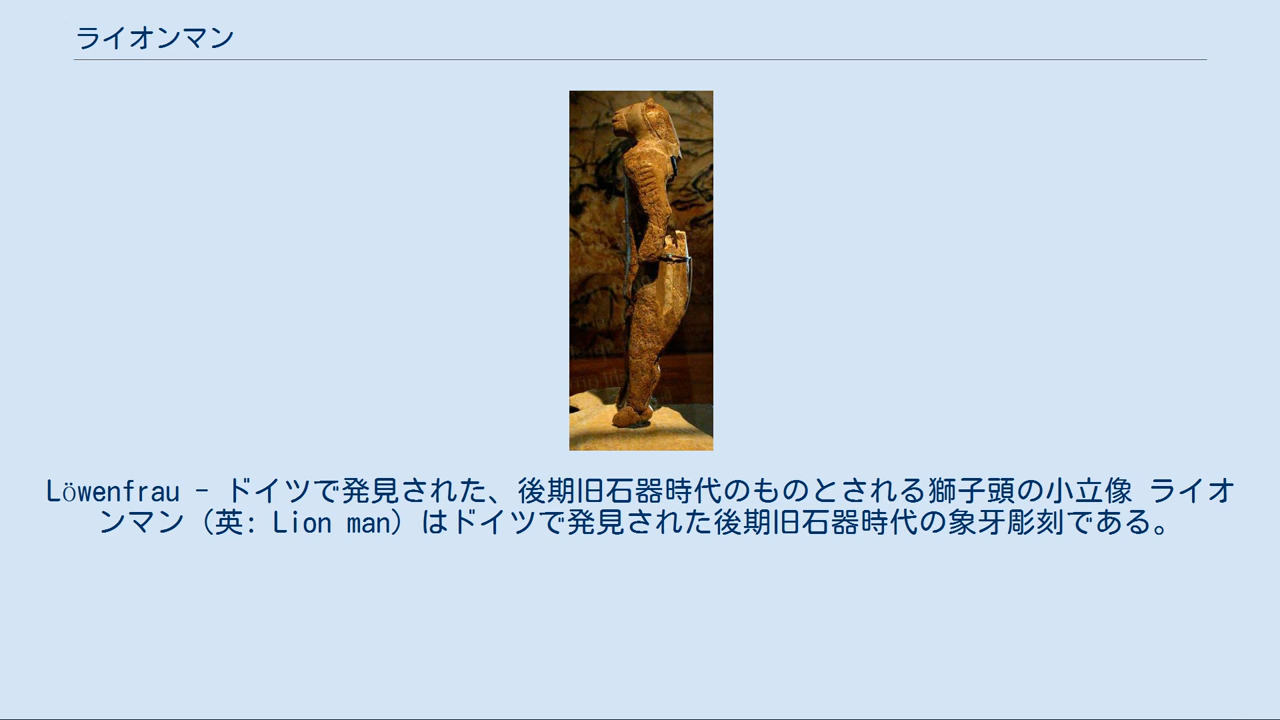 ライオンマン
Löwenfrau - ドイツで発見された、後期旧石器時代のものとされる獅子頭の小立像 ライオ
ンマン（英: Lion man）はドイツで発見された後期旧石器時代の象牙彫刻である。